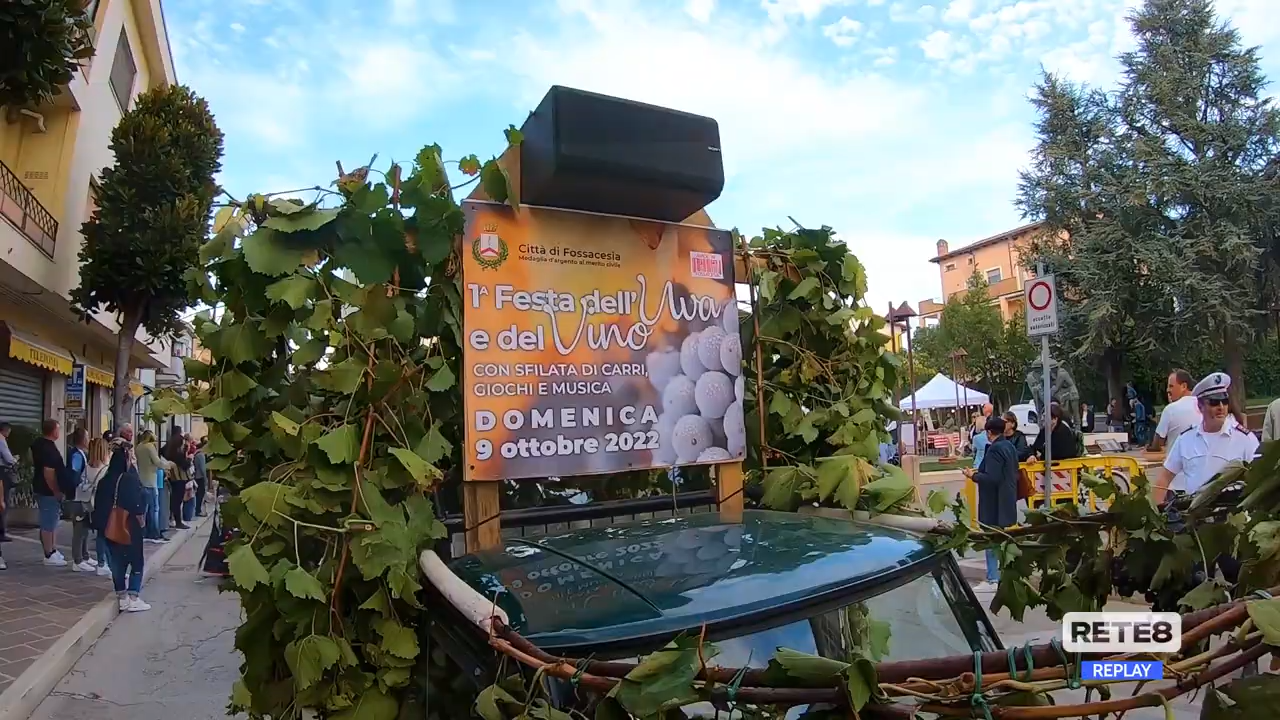 Città di Fossacesia
Medaglia d'argento al merito civile
1ª Festa dell'Uva
e del Vino
CON SFILATA DI CARRI,
GIOCHI E MUSICA
DOMENICA
9 ottobre 2022
RETE8
REPLAY